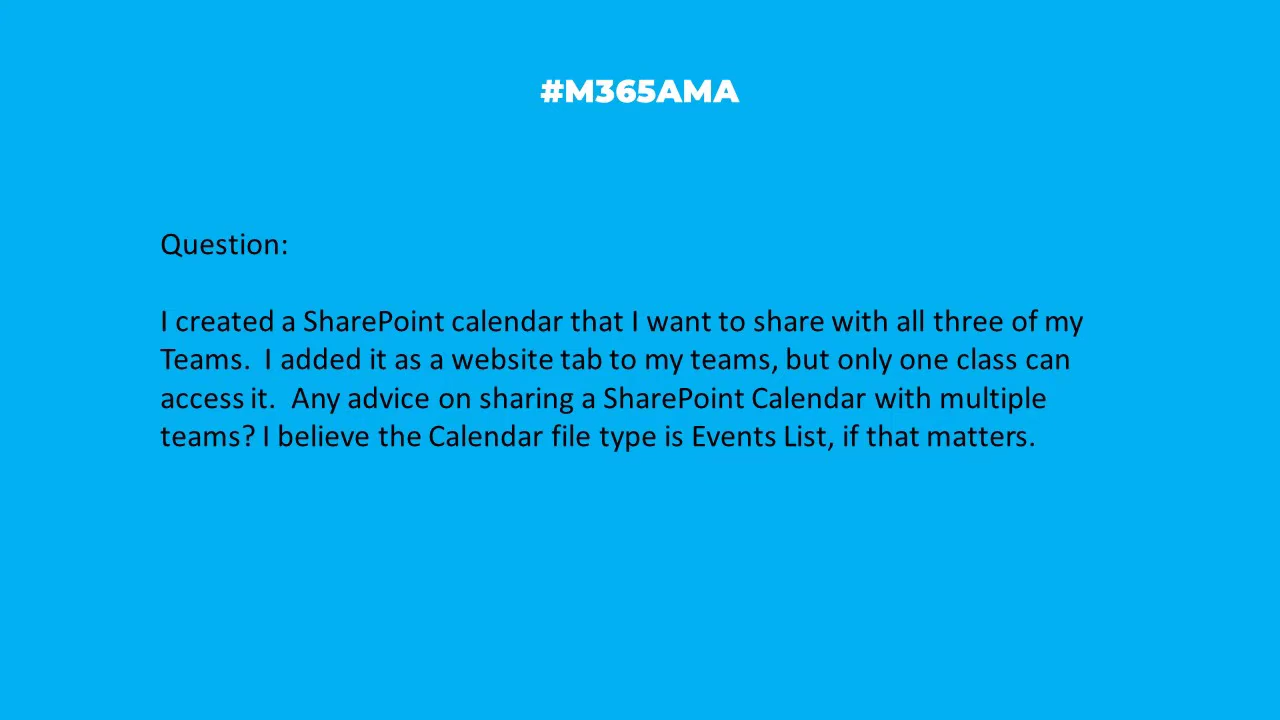 #M365AMA
Question:
I created a SharePoint calendar that I want to share with all three of my
Teams.  I added it as a website tab to my teams, but only one class can
access it.  Any advice on sharing a SharePoint Calendar with multiple
teams? I believe the Calendar file type is Events List, if that matters.